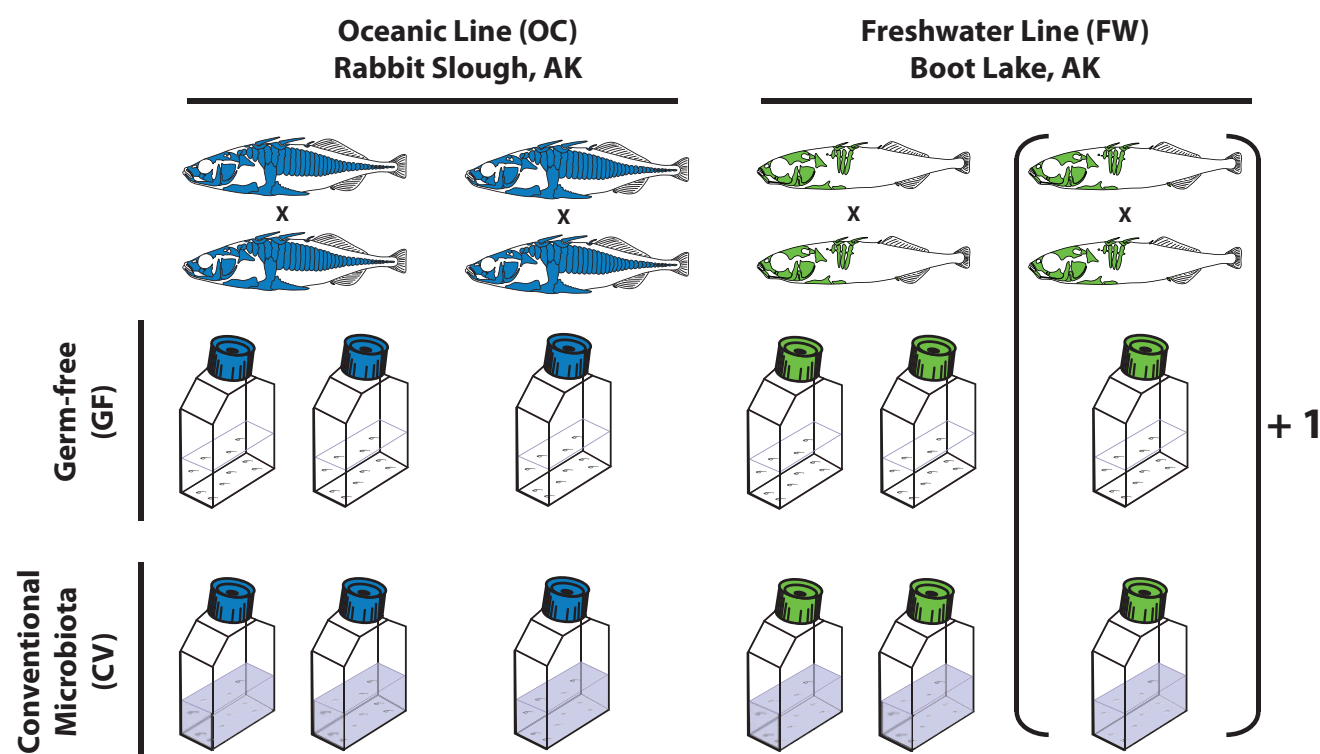 Oceanic Line (OC)
Rabbit Slough, AK
Freshwater Line (FW)
Boot Lake, AK
X
X
X
X
Germ-free
(GF)
+ 1
Conventional
Microbiota
(CV)